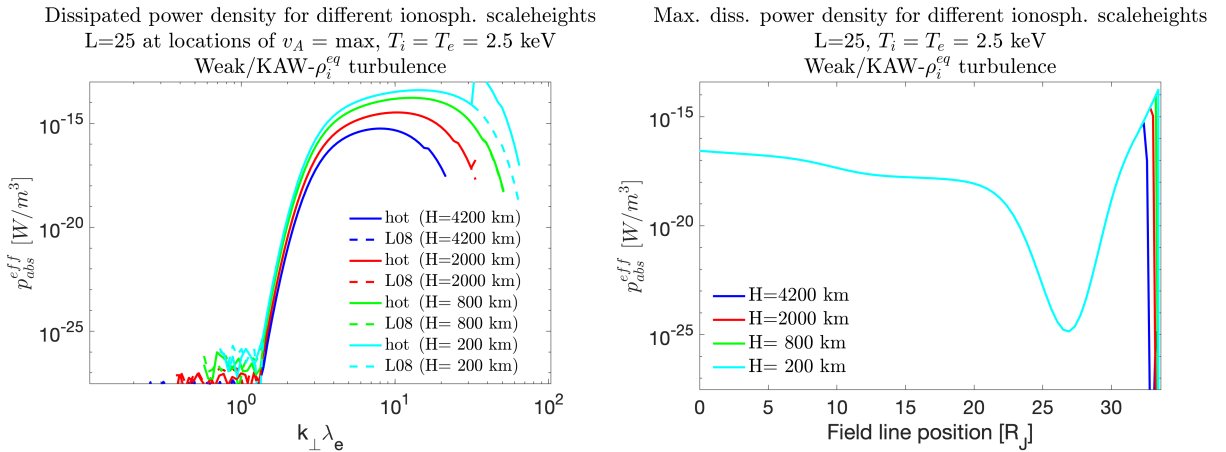 Dissipated power density for different ionosph. scaleheights
L=25 at locations of v_A = max, T_i = T_e = 2.5 keV
Weak/KAW-ρ_i^{eq} turbulence
p_{abs}^{eff} [W/m^3]
10^{-15}
10^{-20}
10^{-25}
hot (H=4200 km)
L08 (H=4200 km)
hot (H=2000 km)
L08 (H=2000 km)
hot (H= 800 km)
L08 (H= 800 km)
hot (H= 200 km)
L08 (H= 200 km)
10^0 10^1 10^2
k_⊥λ_e
Max. diss. power density for different ionosph. scaleheights
L=25, T_i = T_e = 2.5 keV
Weak/KAW-ρ_i^{eq} turbulence
p_{abs}^{eff} [W/m^3]
10^{-15}
10^{-20}
10^{-25}
H=4200 km
H=2000 km
H= 800 km
H= 200 km
0 5 10 15 20 25 30
Field line position [R_J]